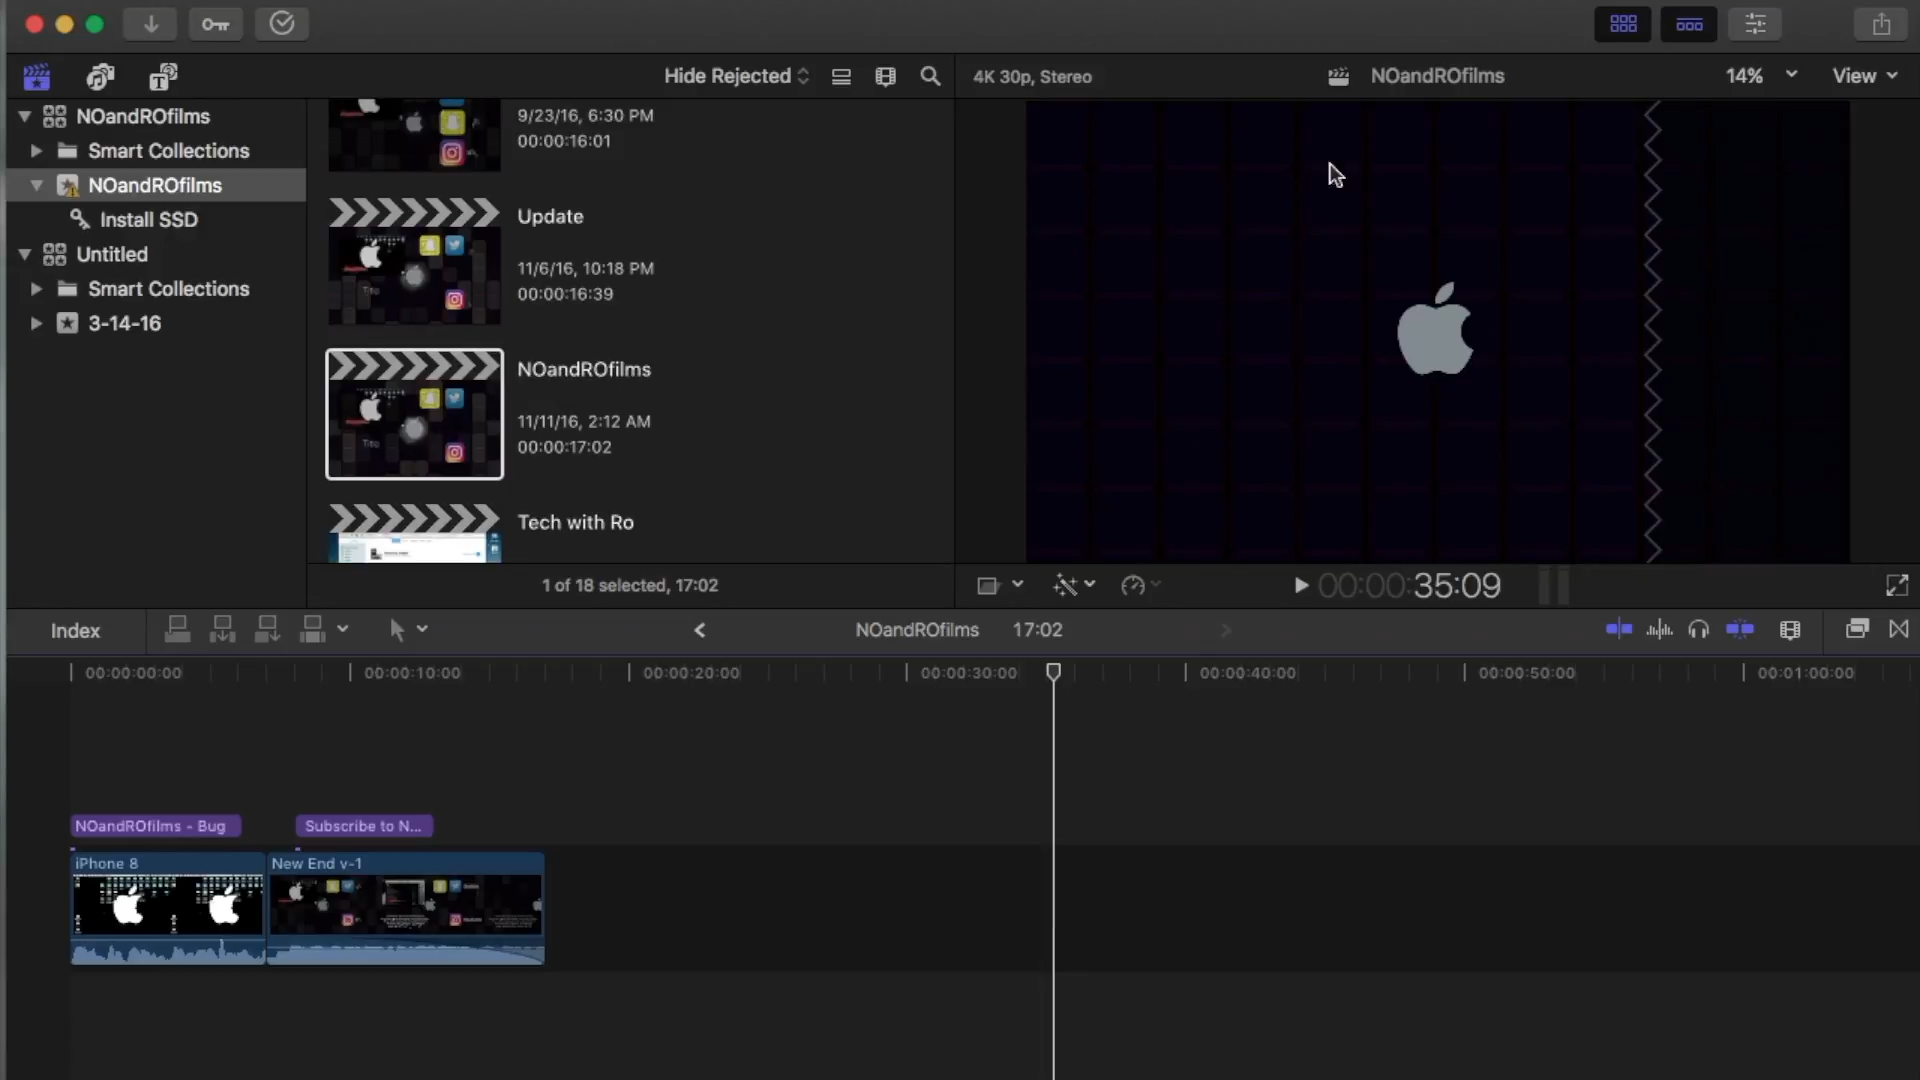 Hide Rejected
4K 30p, Stereo
NOandROfilms
14%
View
NOandROfilms
Smart Collections
NOandROfilms
Install SSD
Untitled
Smart Collections
3-14-16
9/23/16, 6:30 PM
00:00:16:01
Update
11/6/16, 10:18 PM
00:00:16:39
NOandROfilms
11/11/16, 2:12 AM
00:00:17:02
Tech with Ro
1 of 18 selected, 17:02
00:00:35:09
Index
NOandROfilms 17:02
00:00:00:00
00:00:10:00
00:00:20:00
00:00:30:00
00:00:40:00
00:00:50:00
00:01:00:00
NOandROfilms - Bug
Subscribe to N...
iPhone 8
New End v-1